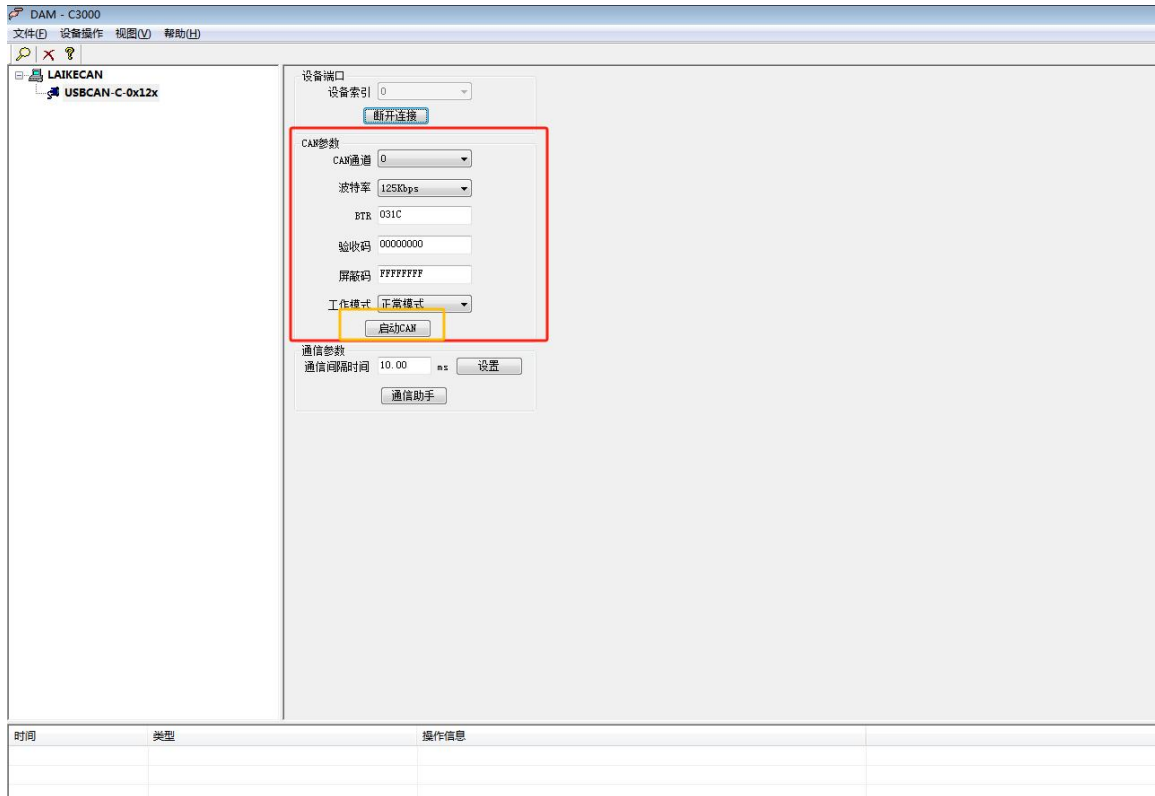 DAM - C3000
文件(F) 设备操作 视图(V) 帮助(H)
LAIKECAN
USBCAN-C-0x12x
设备端口
设备索引 0
断开连接
CAN参数
CAN通道 0
波特率 125Kbps
BTR 031C
验收码 00000000
屏蔽码 FFFFFFFF
工作模式 正常模式
启动CAN
通信参数
通信间隔时间 10.00 ms 设置
通信助手
时间 类型 操作信息